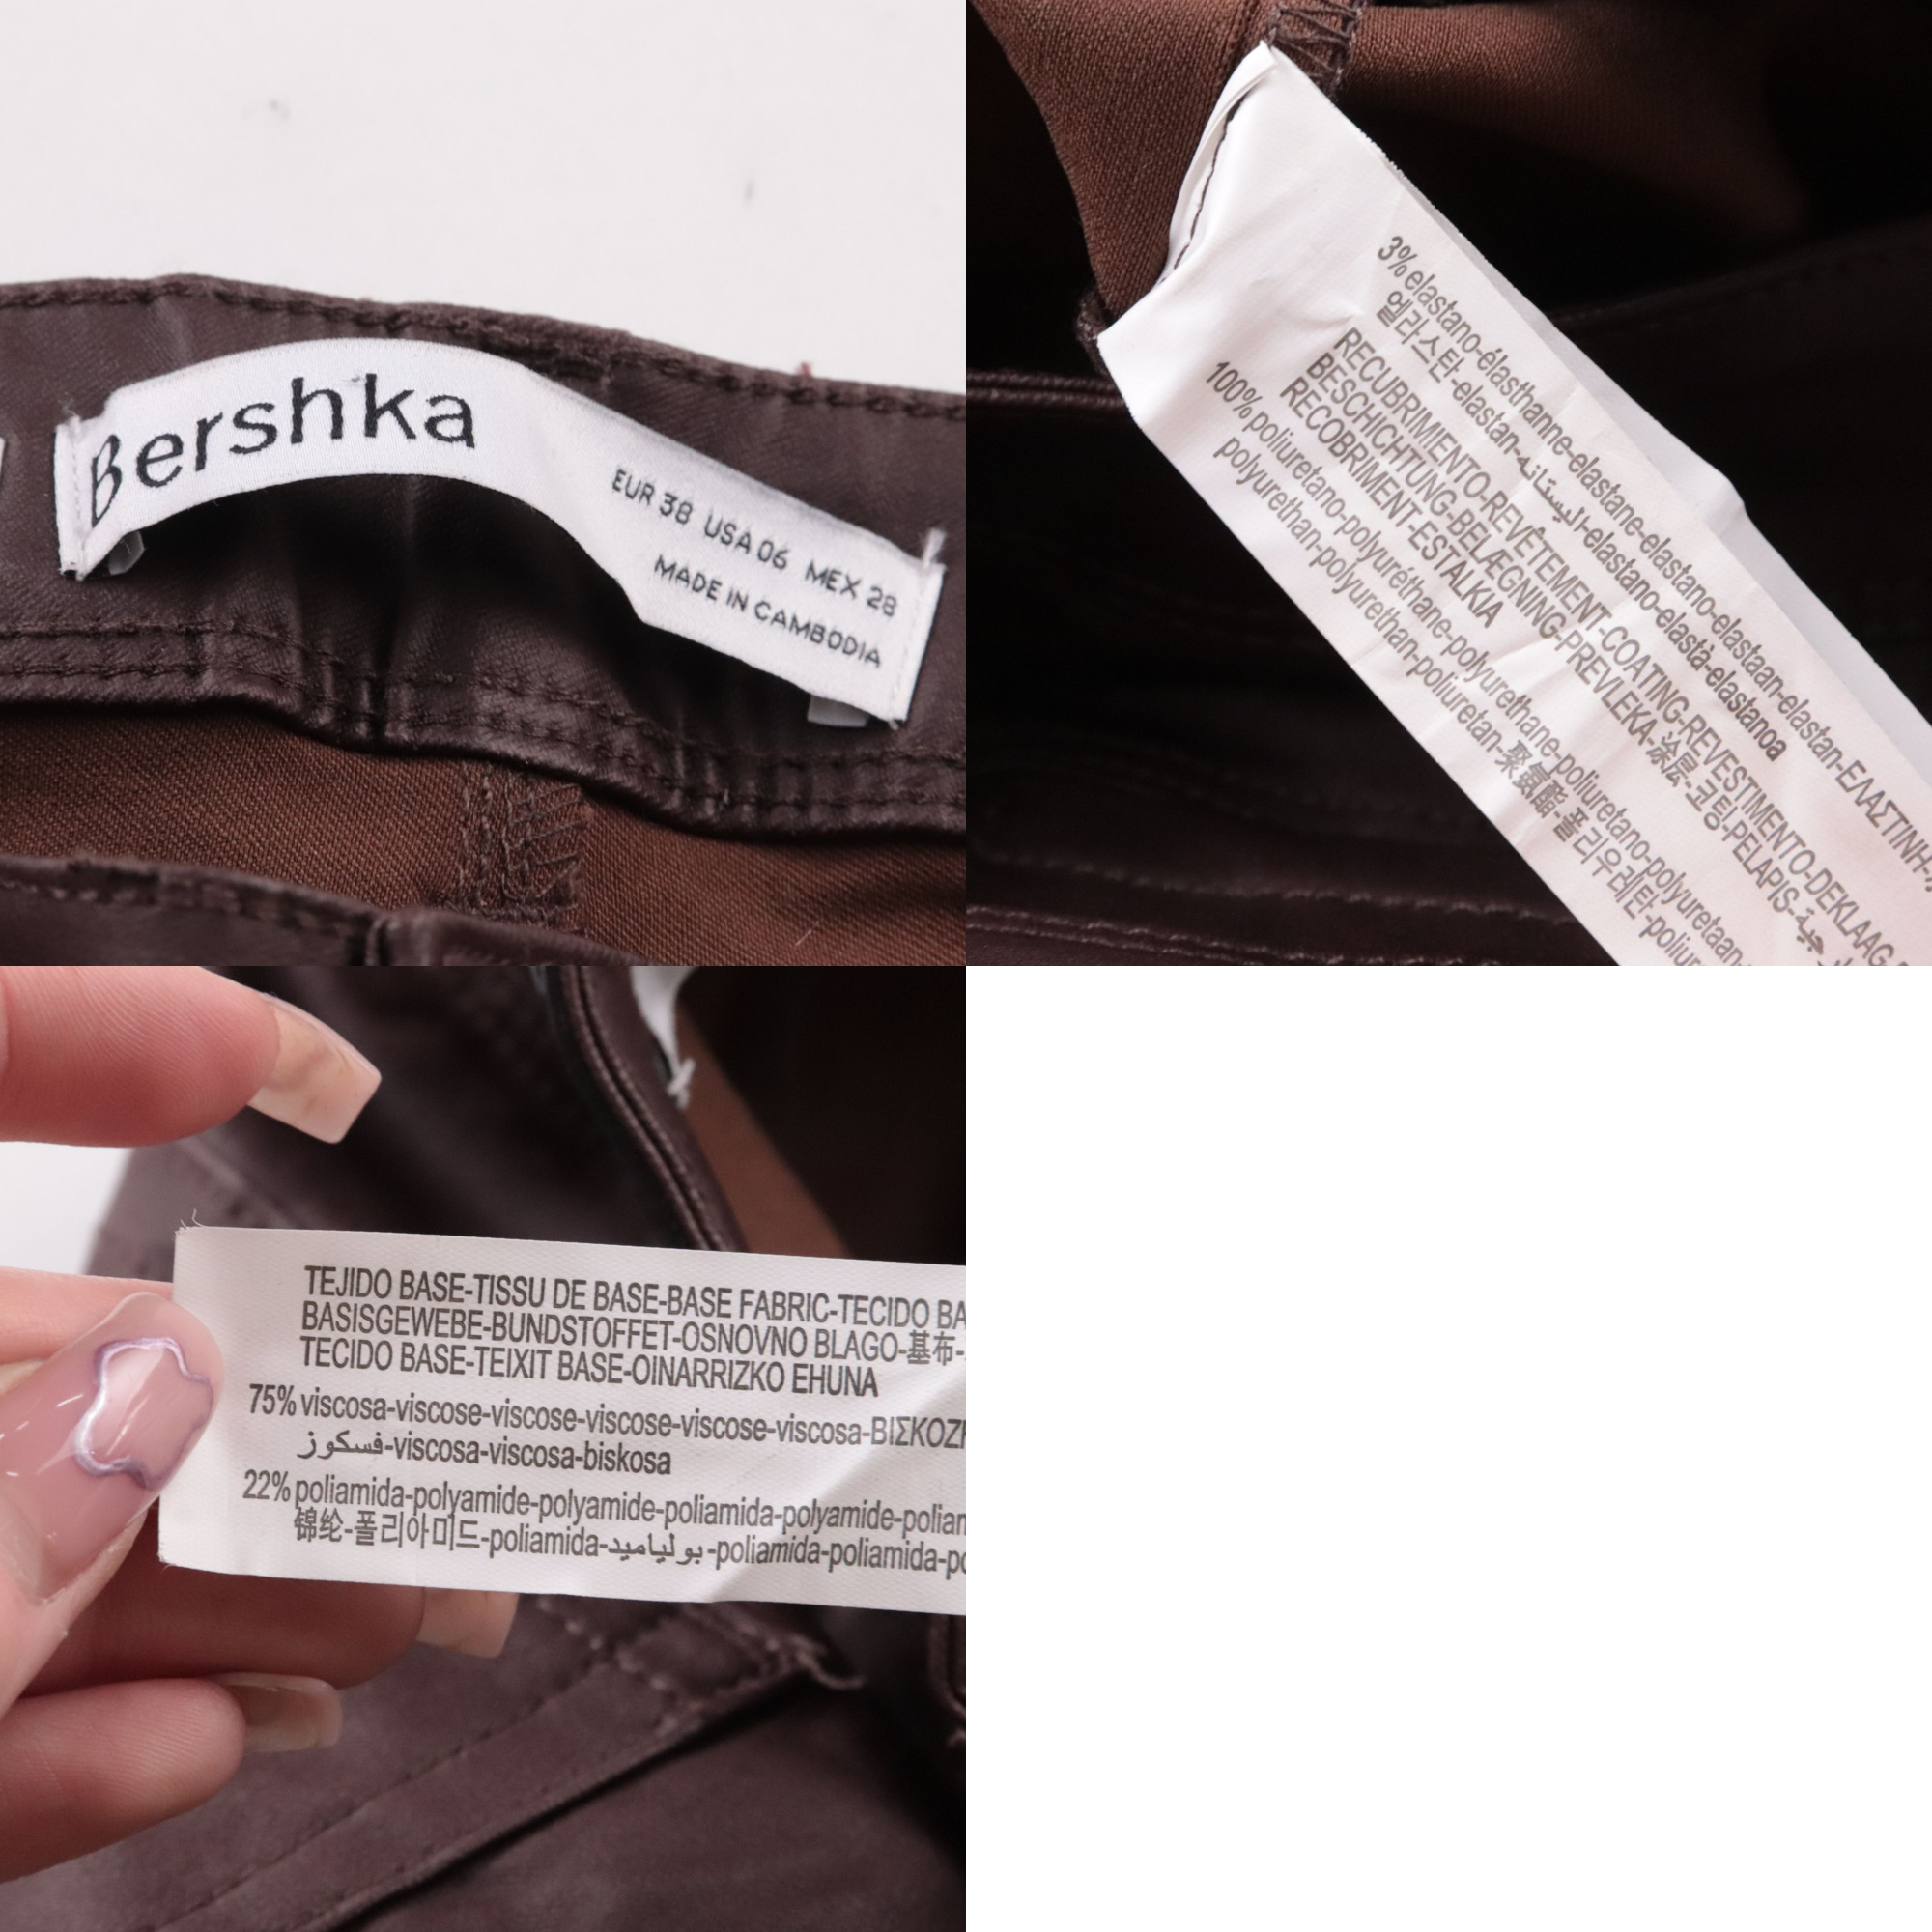 Bershka
EUR 38 USA 06 MEX 28
MADE IN CAMBODIA
3% elastano-élasthanne-elastane-elastano-elastaan-elastan-ΕΛΑΣΤΙΝΗ-
엘라스탄-elastan-اليستانه-elastano-elastà-elastanoa
RECUBRIMIENTO-REVÊTEMENT-COATING-REVESTIMENTO-DEKLAAG-
BESCHICHTUNG-BELÆGNING-PREVLEKA-涂层-코팅-PELAPIS-
RECOBRIMENT-ESTALKIA
100% poliuretano-polyuréthane-polyurethane-poliuretano-polyuretaan-
polyurethan-polyurethan-poliuretan-聚氨酯-폴리우레탄-poliur
TEJIDO BASE-TISSU DE BASE-BASE FABRIC-TECIDO BA
BASISGEWEBE-BUNDSTOFFET-OSNOVNO BLAGO-基布-
TECIDO BASE-TEIXIT BASE-OINARRIZKO EHUNA
75% viscosa-viscose-viscose-viscose-viscose-viscosa-ΒΙΣΚΟΖΗ
فسكوز-viscosa-viscosa-biskosa
22% poliamida-polyamide-polyamide-poliamida-polyamide-polian
锦纶-폴리아미드-poliamida-بولياميد-poliamida-poliamida-po